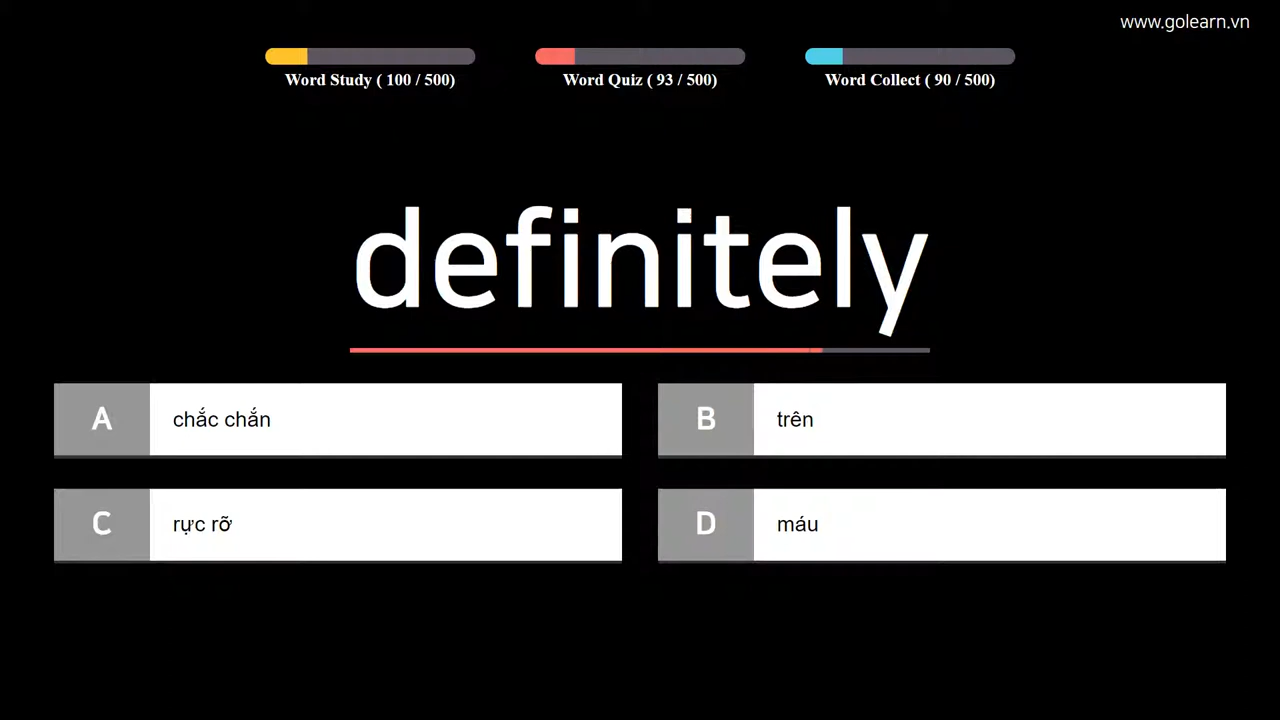 www.golearn.vn
Word Study ( 100 / 500)
Word Quiz ( 93 / 500)
Word Collect ( 90 / 500)
definitely
A chắc chắn
B trên
C rực rỡ
D máu